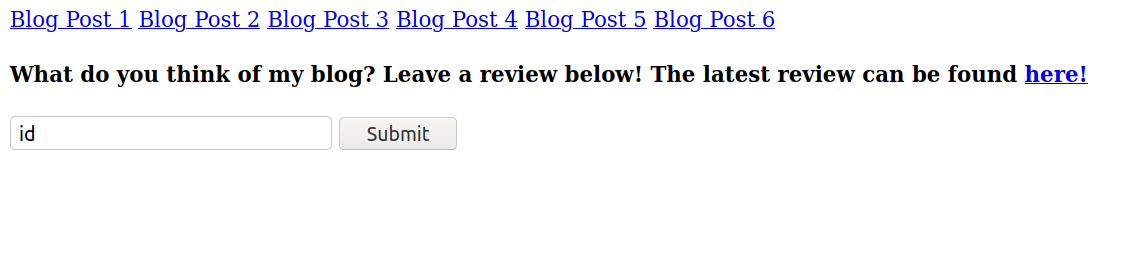 Blog Post 1 Blog Post 2 Blog Post 3 Blog Post 4 Blog Post 5 Blog Post 6
What do you think of my blog? Leave a review below! The latest review can be found here!
id Submit